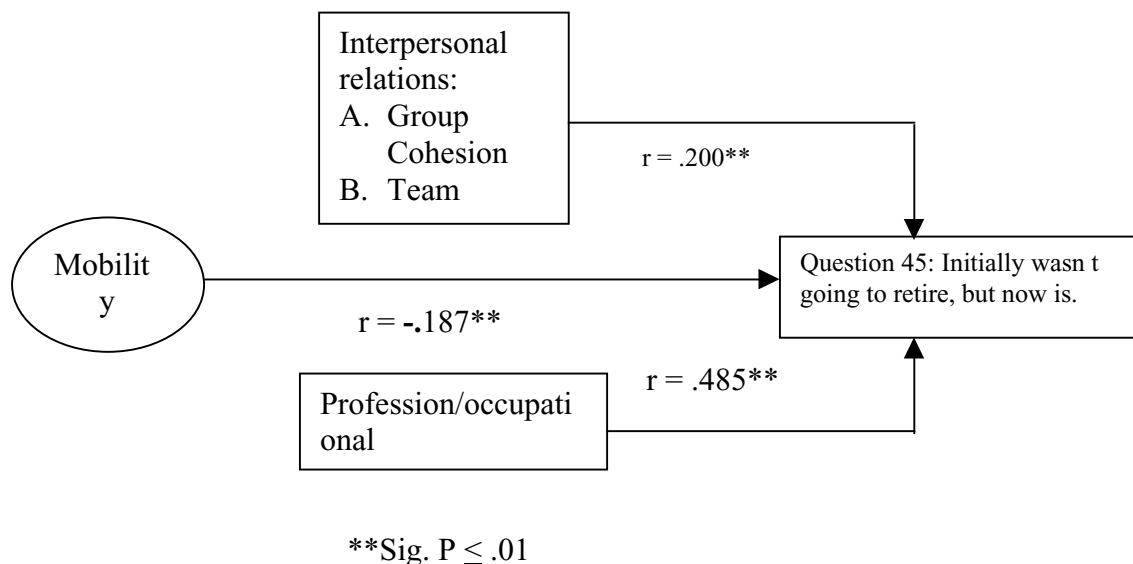 Interpersonal
relations:
A. Group
Cohesion
B. Team
r = .200**
Mobilit
y
Question 45: Initially wasn t
going to retire, but now is.
r = -.187**
r = .485**
Profession/occupati
onal
**Sig. P ≤ .01